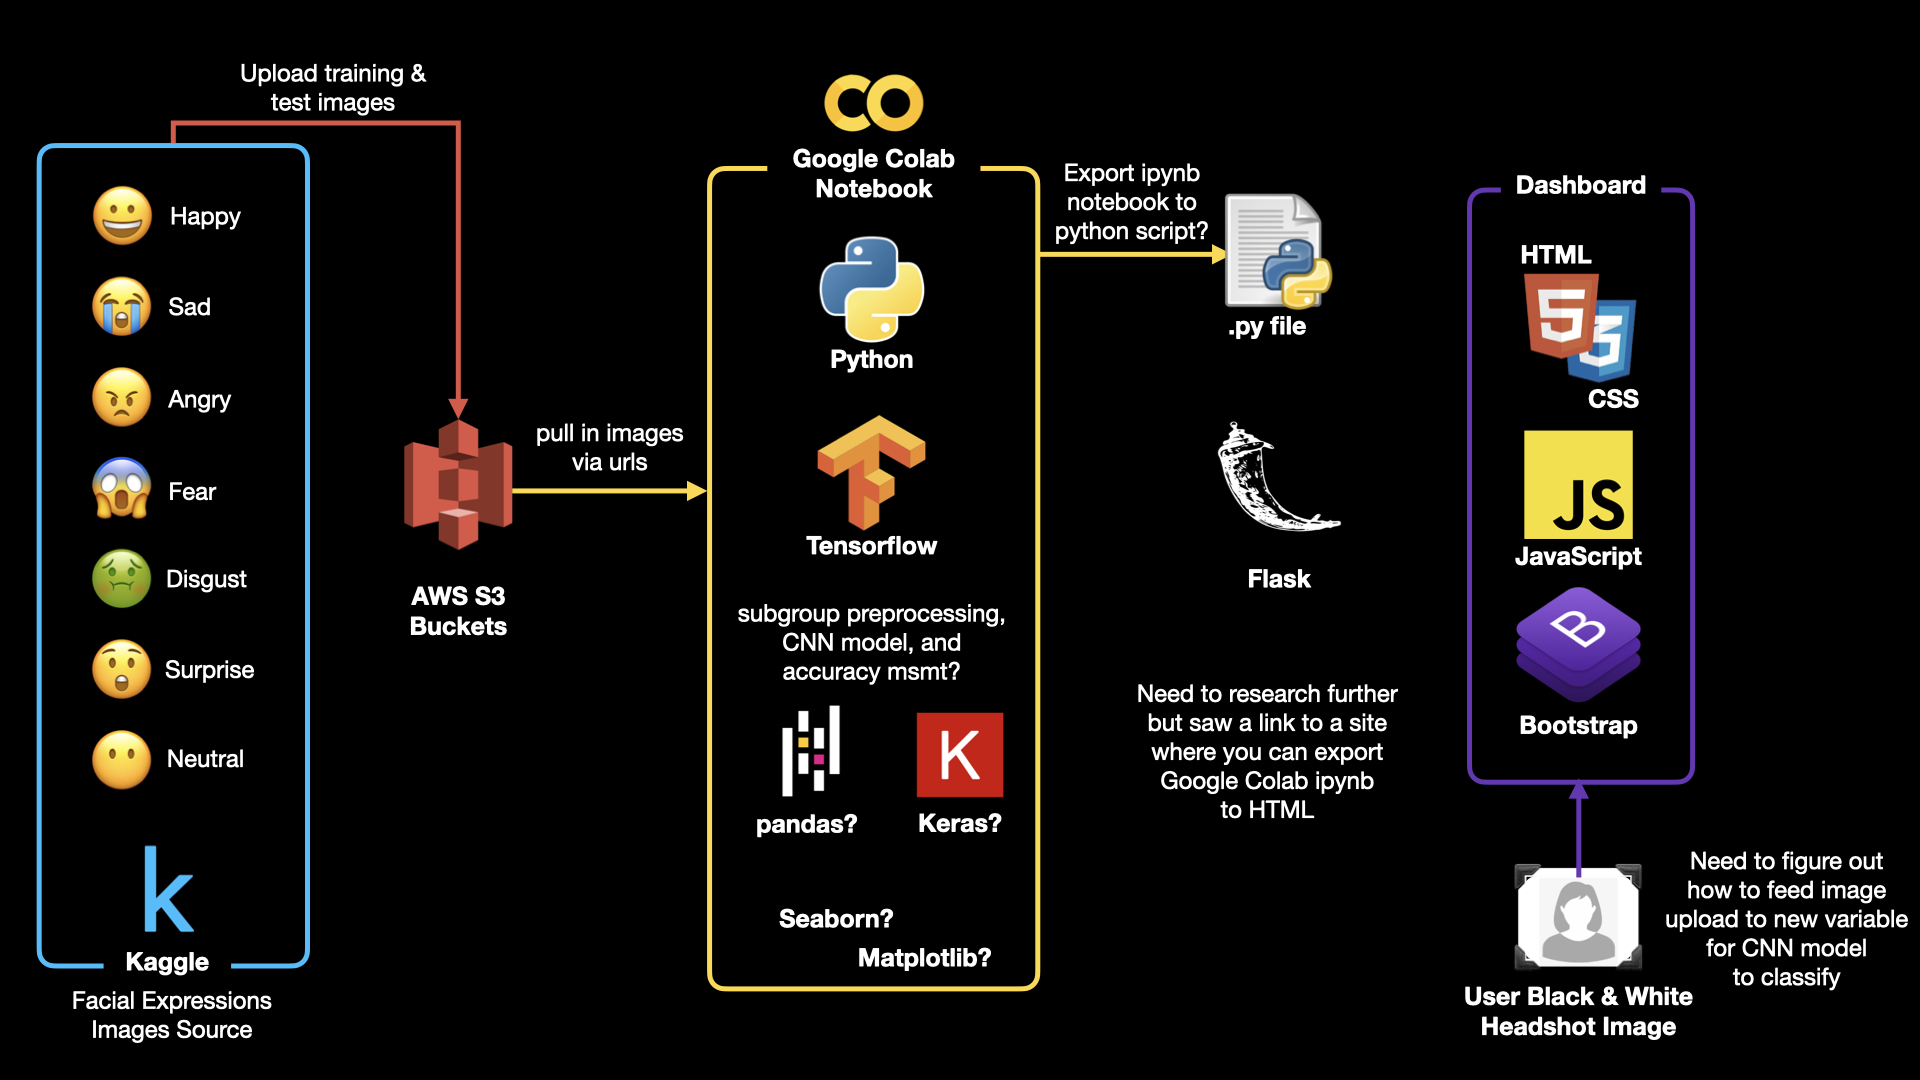 Upload training &
test images
Happy
Sad
Angry
Fear
Disgust
Surprise
Neutral
k
Kaggle
Facial Expressions
Images Source
AWS S3
Buckets
pull in images
via urls
CO
Google Colab
Notebook
Python
Tensorflow
subgroup preprocessing,
CNN model, and
accuracy msmt?
K
pandas?
Keras?
Seaborn?
Matplotlib?
Export ipynb
notebook to
python script?
.py file
Flask
Need to research further
but saw a link to a site
where you can export
Google Colab ipynb
to HTML
Dashboard
HTML
5
3
CSS
JS
JavaScript
B
Bootstrap
User Black & White
Headshot Image
Need to figure out
how to feed image
upload to new variable
for CNN model
to classify